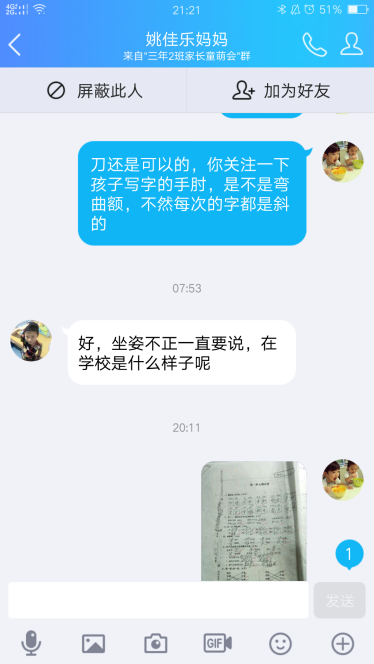 21:21
51%
姚佳乐妈妈
来自"三年2班家长童萌会"群
屏蔽此人
加为好友
刀还是可以的，你关注一下
孩子写字的手肘，是不是弯
曲额，不然每次的字都是斜
的
07:53
好，坐姿不正一直要说，在
学校是什么样子呢
20:11
1
发送
GIF